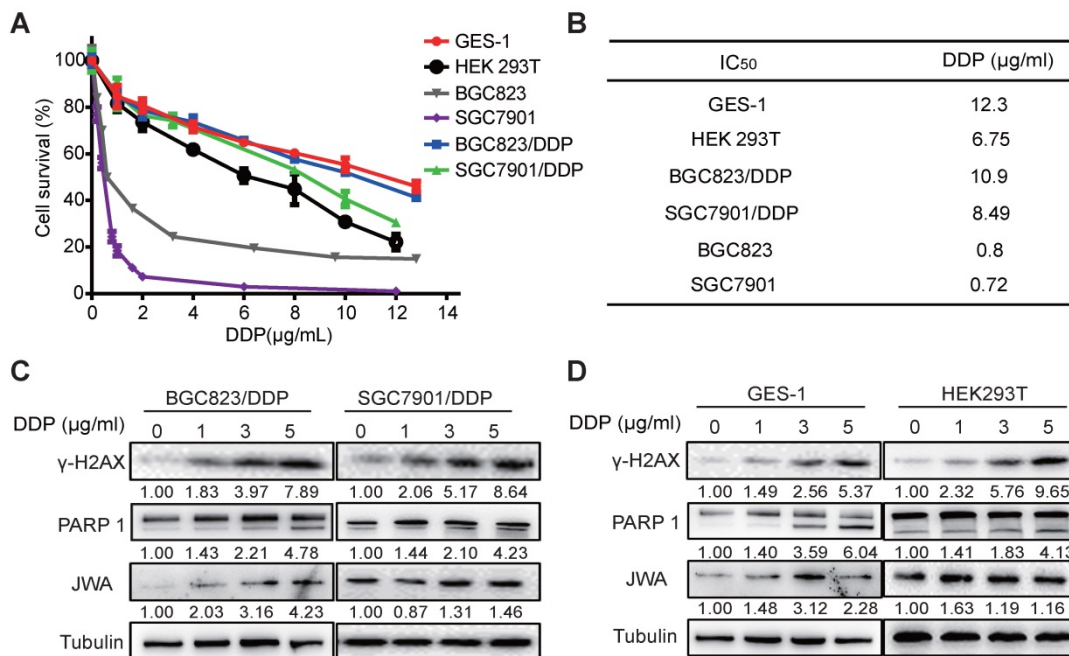 A
100
80
60
40
20
0
Cell survival (%)
0 2 4 6 8 10 12 14
DDP(μg/mL)
GES-1
HEK 293T
BGC823
SGC7901
BGC823/DDP
SGC7901/DDP
B
IC50 DDP (μg/ml)
GES-1 12.3
HEK 293T 6.75
BGC823/DDP 10.9
SGC7901/DDP 8.49
BGC823 0.8
SGC7901 0.72
C
BGC823/DDP SGC7901/DDP
DDP (μg/ml) 0 1 3 5 0 1 3 5
γ-H2AX
1.00 1.83 3.97 7.89 1.00 2.06 5.17 8.64
PARP 1
1.00 1.43 2.21 4.78 1.00 1.44 2.10 4.23
JWA
1.00 2.03 3.16 4.23 1.00 0.87 1.31 1.46
Tubulin
D
GES-1 HEK293T
DDP (μg/ml) 0 1 3 5 0 1 3 5
γ-H2AX
1.00 1.49 2.56 5.37 1.00 2.32 5.76 9.65
PARP 1
1.00 1.40 3.59 6.04 1.00 1.41 1.83 4.13
JWA
1.00 1.48 3.12 2.28 1.00 1.63 1.19 1.16
Tubulin